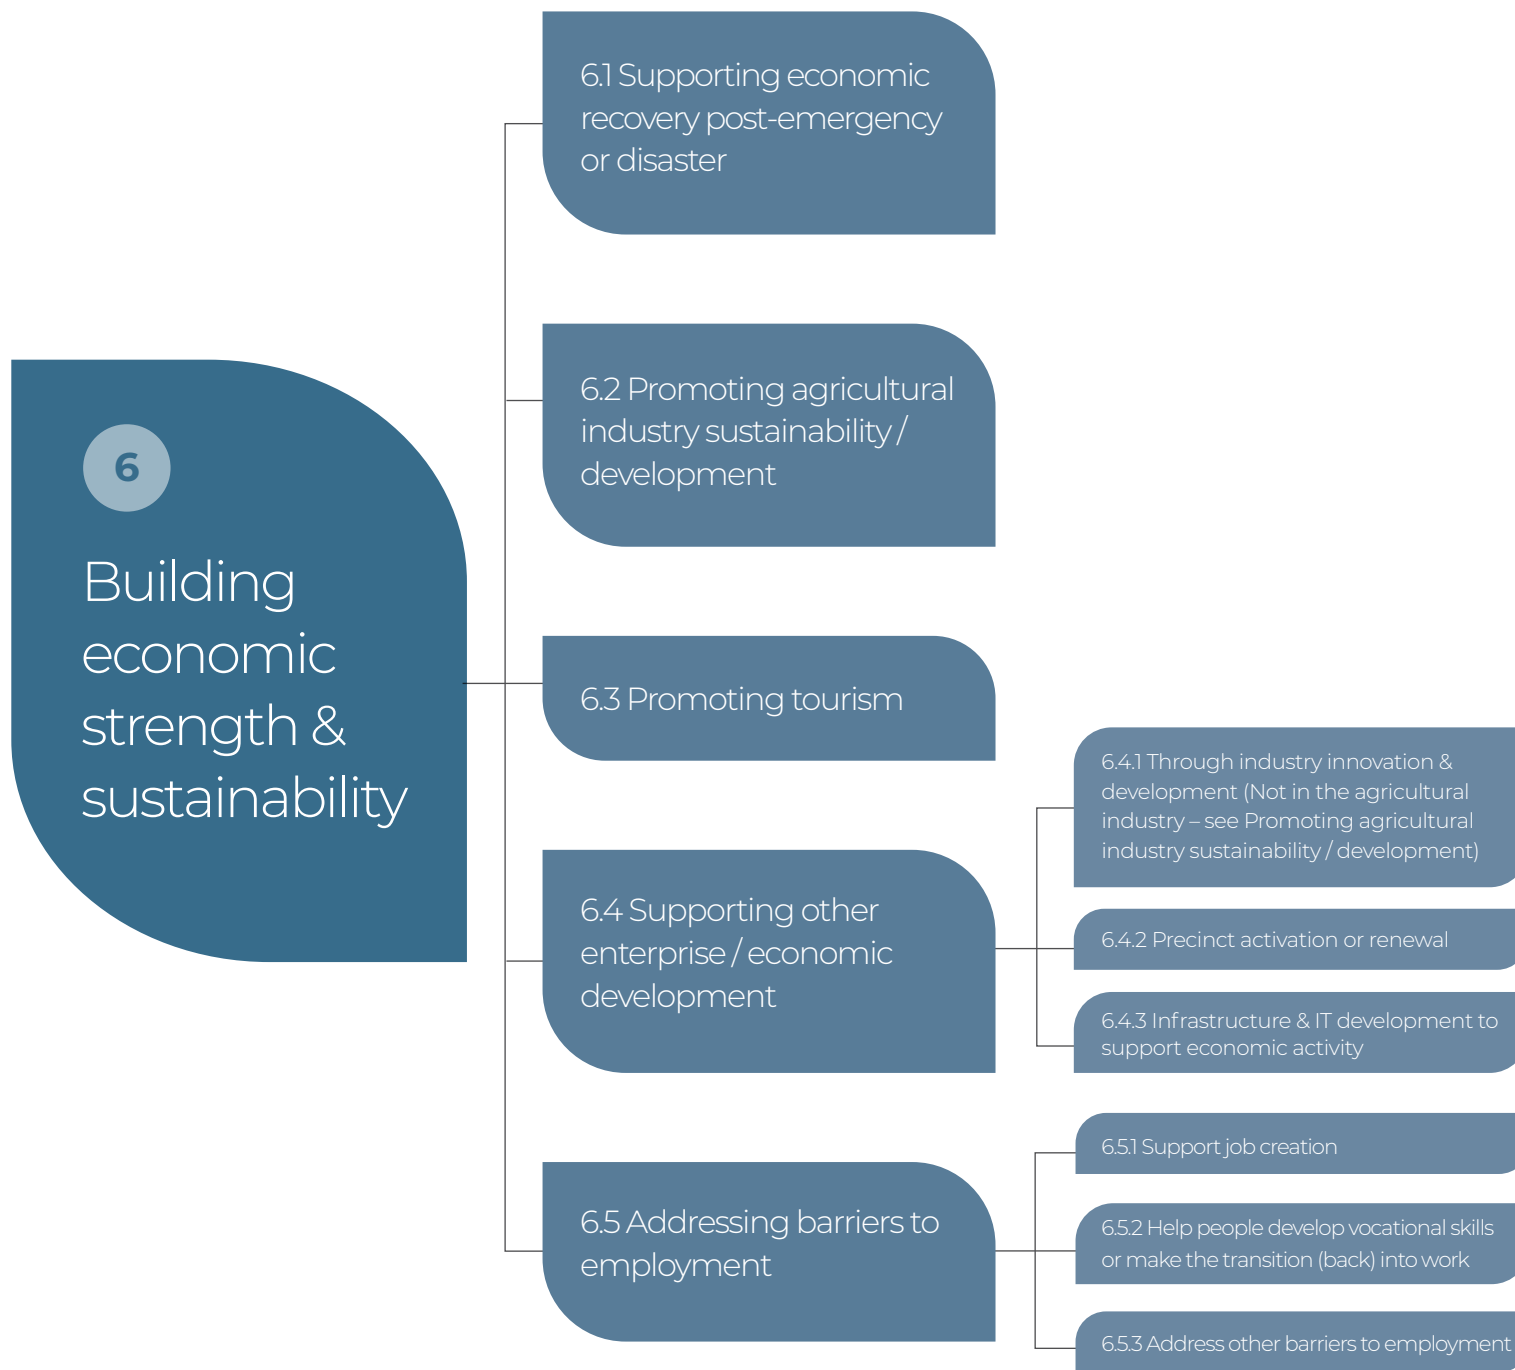 6
Building
economic
strength &
sustainability
6.1 Supporting economic
recovery post-emergency
or disaster
6.2 Promoting agricultural
industry sustainability /
development
6.3 Promoting tourism
6.4 Supporting other
enterprise / economic
development
6.4.1 Through industry innovation &
development (Not in the agricultural
industry – see Promoting agricultural
industry sustainability / development)
6.4.2 Precinct activation or renewal
6.4.3 Infrastructure & IT development to
support economic activity
6.5 Addressing barriers to
employment
6.5.1 Support job creation
6.5.2 Help people develop vocational skills
or make the transition (back) into work
6.5.3 Address other barriers to employment